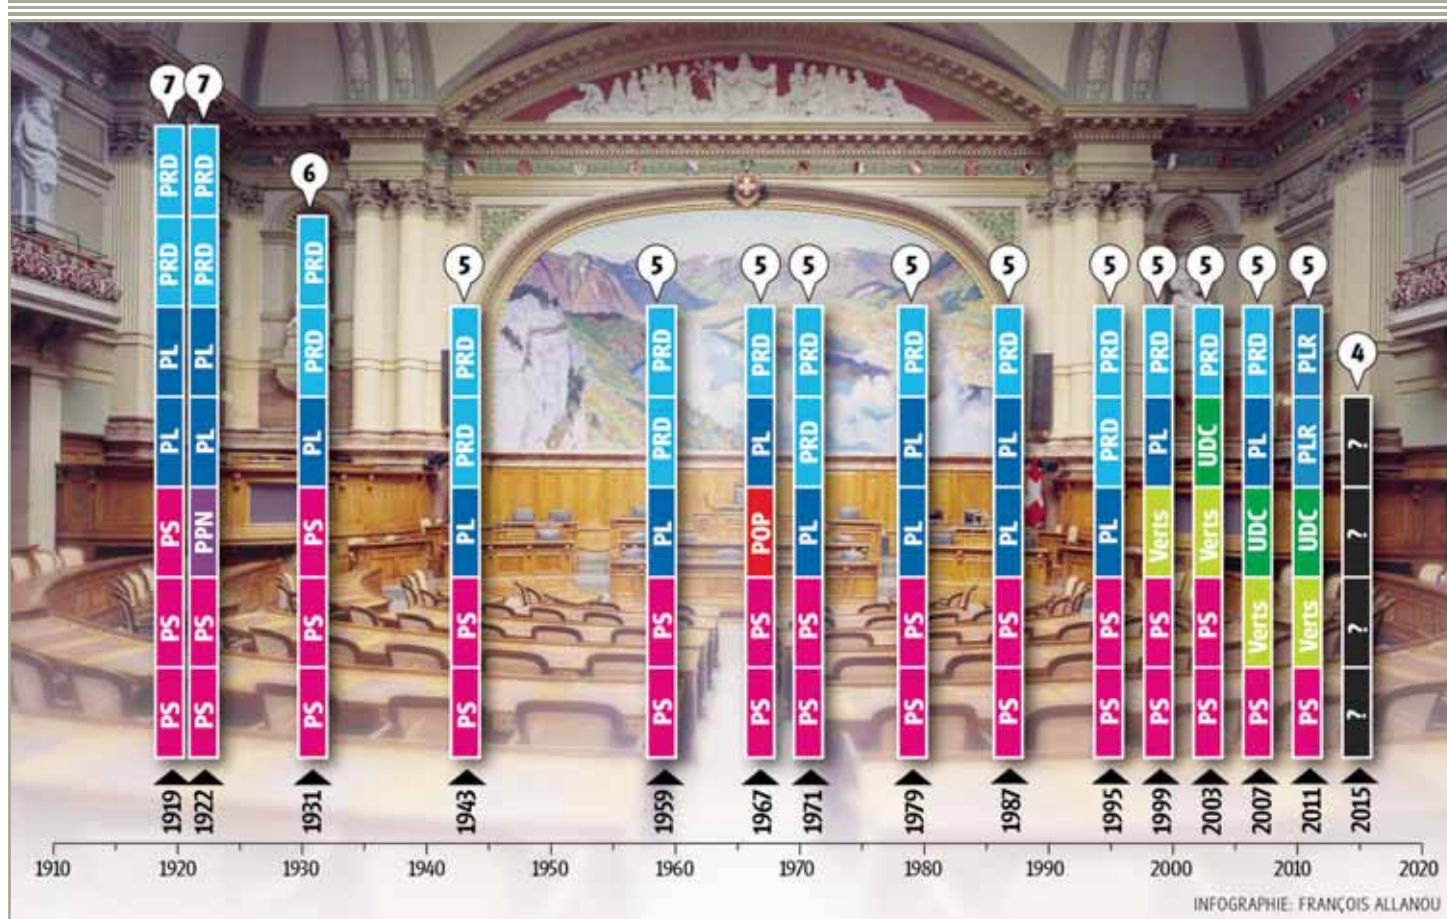 7 7
6
5 5 5 5 5 5 5 5 5 5 5
4
PRD PRD
PRD PRD PRD
PL PL PRD PRD PRD PRD PRD PRD PRD PRD PRD PRD PRD PLR
PL PL PL PRD PRD PL PRD PL PL PRD PL UDC PL PLR ?
PS PPN PS PL PL POP PL PL PL PL Verts Verts UDC UDC ?
PS PS PS PS PS PS PS PS PS PS PS PS Verts Verts ?
PS PS PS PS PS PS PS PS PS PS PS PS PS PS ?
1919 1922 1931 1943 1959 1967 1971 1979 1987 1995 1999 2003 2007 2011 2015
1910 1920 1930 1940 1950 1960 1970 1980 1990 2000 2010 2020
INFOGRAPHIE: FRANÇOIS ALLANOU